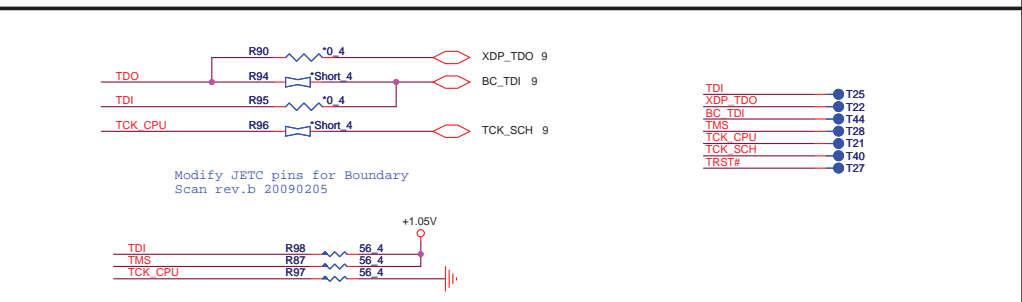 R90 *0_4 XDP_TDO 9
TDO R94 *Short_4 BC_TDI 9
TDI R95 *0_4
TCK_CPU R96 *Short_4 TCK_SCH 9
TDI T25
XDP_TDO T22
BC_TDI T44
TMS T28
TCK_CPU T21
TCK_SCH T40
TRST# T27
Modify JETC pins for Boundary
Scan rev.b 20090205
+1.05V
TDI R98 56_4
TMS R87 56_4
TCK_CPU R97 56_4